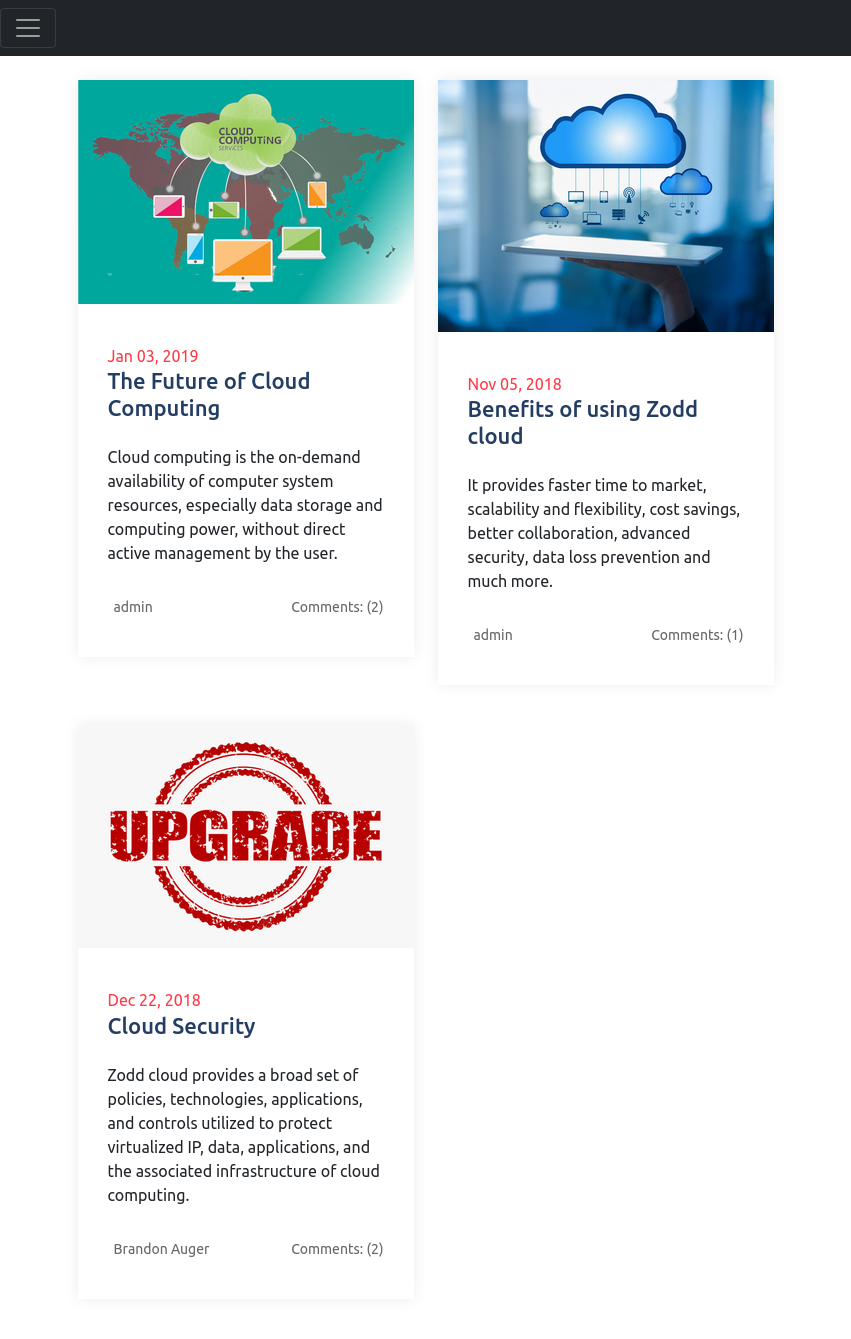 CLOUD
COMPUTiNG
SERVICES
Jan 03, 2019
The Future of Cloud
Computing
Cloud computing is the on-demand
availability of computer system
resources, especially data storage and
computing power, without direct
active management by the user.
admin
Comments: (2)
Nov 05, 2018
Benefits of using Zodd
cloud
It provides faster time to market,
scalability and flexibility, cost savings,
better collaboration, advanced
security, data loss prevention and
much more.
admin
Comments: (1)
UPGRADE
Dec 22, 2018
Cloud Security
Zodd cloud provides a broad set of
policies, technologies, applications,
and controls utilized to protect
virtualized IP, data, applications, and
the associated infrastructure of cloud
computing.
Brandon Auger
Comments: (2)